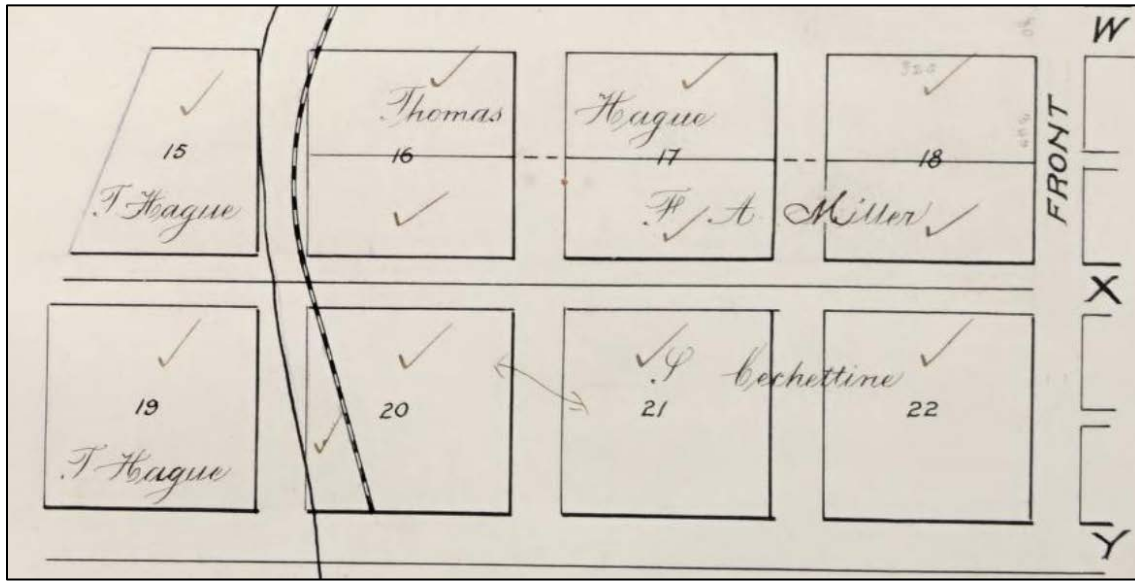 W
Thomas Hague
15 16 17 18
T Hague
F A Miller
FRONT
X
S Cechettine
19 20 21 22
T Hague
Y